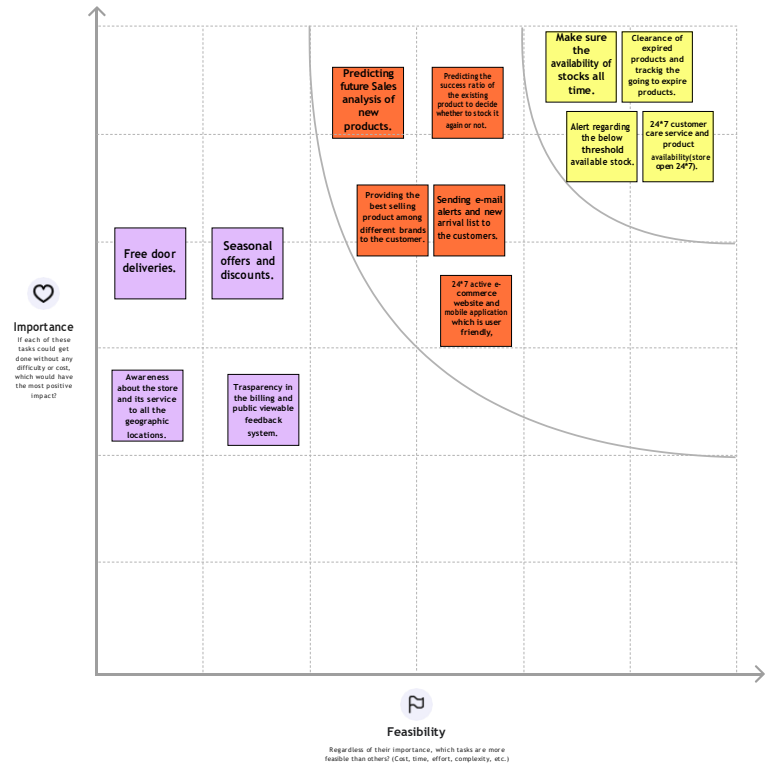 Make sure
the
availability of
stocks all
time.
Clearance of
expired
products and
trackig the
going to expire
products.
Predicting
future Sales
analysis of
new
products.
Predicting the
success ratio of
the existing
product to decide
whether to stock it
again or not.
Alert regarding
the below
threshold
available stock.
24*7 customer
care service and
product
availability(store
open 24*7).
Providing the
best selling
product among
different brands
to the customer.
Sending e-mail
alerts and new
arrival list to
the customers.
Free door
deliveries.
Seasonal
offers and
discounts.
24*7 active e-
commerce
website and
mobile application
which is user
friendly,
Importance
If each of these
tasks could get
done without any
difficulty or cost,
which would have
the most positive
impact?
Awareness
about the store
and its service
to all the
geographic
locations.
Trasparency in
the billing and
public viewable
feedback
system.
Feasibility
Regardless of their importance, which tasks are more
feasible than others? (Cost, time, effort, complexity, etc.)